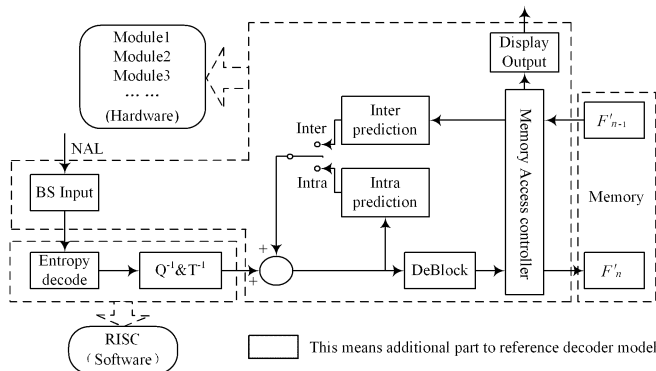 Module1
Module2
Module3
... ...
(Hardware)
Display
Output
NAL
BS Input
Inter
Intra
Inter
prediction
Intra
prediction
Memory Access controller
F'n-1
Memory
F'n
+
+
Entropy
decode
Q-1&T-1
DeBlock
RISC
(Software)
This means additional part to reference decoder model